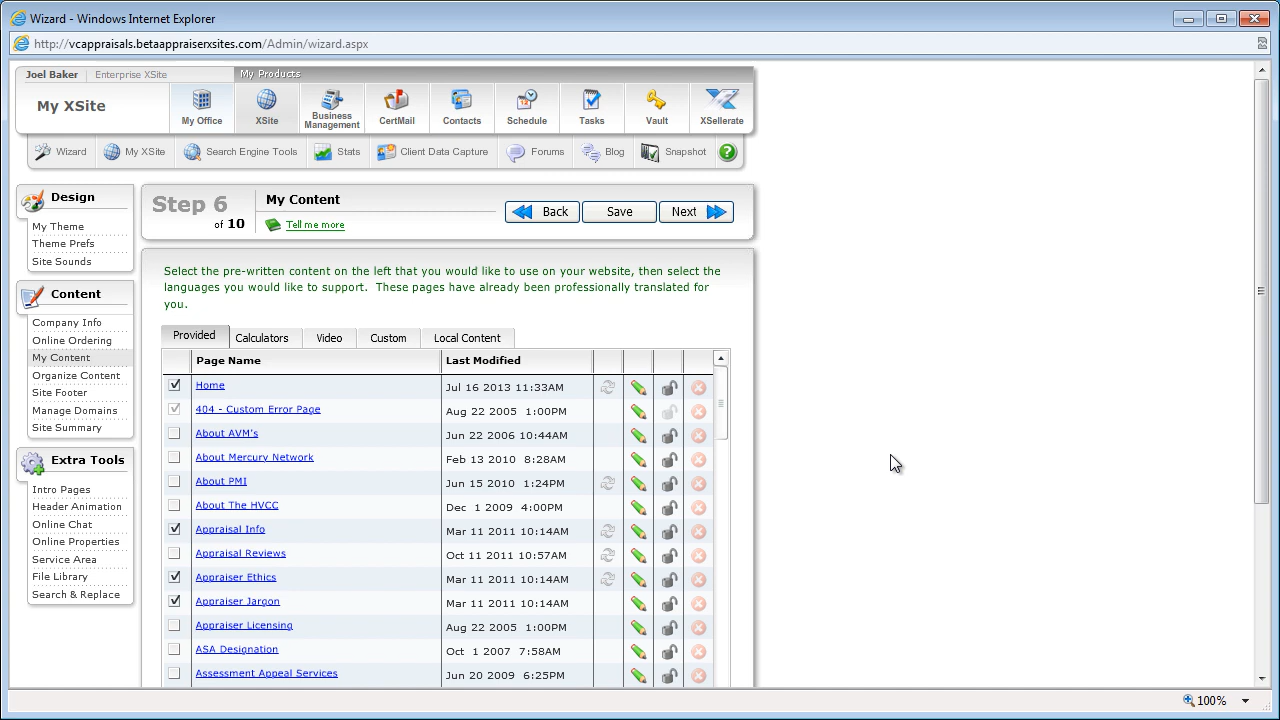 Wizard - Windows Internet Explorer
http://vcappraisals.betaappraiserxsites.com/Admin/wizard.aspx
Joel Baker Enterprise XSite My Products
My XSite
My Office
XSite
Business Management
CertMail
Contacts
Schedule
Tasks
Vault
XSellerate
Wizard My XSite Search Engine Tools Stats Client Data Capture Forums Blog Snapshot ?
Design
My Theme
Theme Prefs
Site Sounds
Content
Company Info
Online Ordering
My Content
Organize Content
Site Footer
Manage Domains
Site Summary
Extra Tools
Intro Pages
Header Animation
Online Chat
Online Properties
Service Area
File Library
Search & Replace
Step 6
of 10
My Content
Tell me more
Back Save Next
Select the pre-written content on the left that you would like to use on your website, then select the
languages you would like to support. These pages have already been professionally translated for
you.
Provided Calculators Video Custom Local Content
Page Name Last Modified
Home Jul 16 2013 11:33AM
404 - Custom Error Page Aug 22 2005 1:00PM
About AVM's Jun 22 2006 10:44AM
About Mercury Network Feb 13 2010 8:28AM
About PMI Jun 15 2010 1:24PM
About The HVCC Dec 1 2009 4:00PM
Appraisal Info Mar 11 2011 10:14AM
Appraisal Reviews Oct 11 2011 10:57AM
Appraiser Ethics Mar 11 2011 10:14AM
Appraiser Jargon Mar 11 2011 10:14AM
Appraiser Licensing Aug 22 2005 1:00PM
ASA Designation Oct 1 2007 7:58AM
Assessment Appeal Services Jun 20 2009 6:25PM
100%